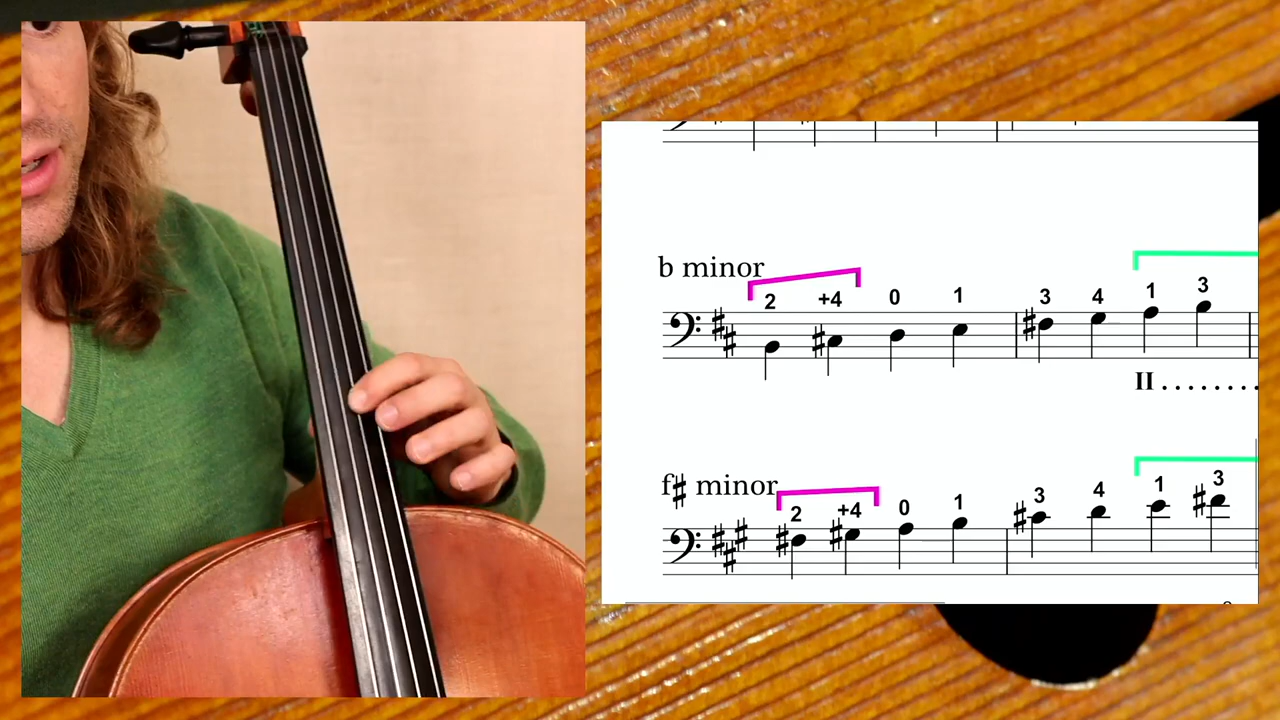 b minor
2 +4 0 1 3 4 1 3
II . . . . . . . .
f♯ minor
2 +4 0 1 3 4 1 3